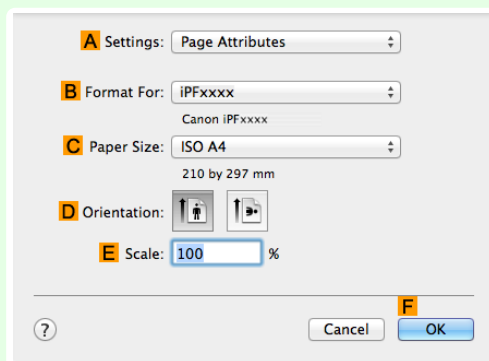 A Settings: Page Attributes
B Format For: iPFxxxx
Canon iPFxxxx
C Paper Size: ISO A4
210 by 297 mm
D Orientation:
E Scale: 100 %
F
? Cancel OK